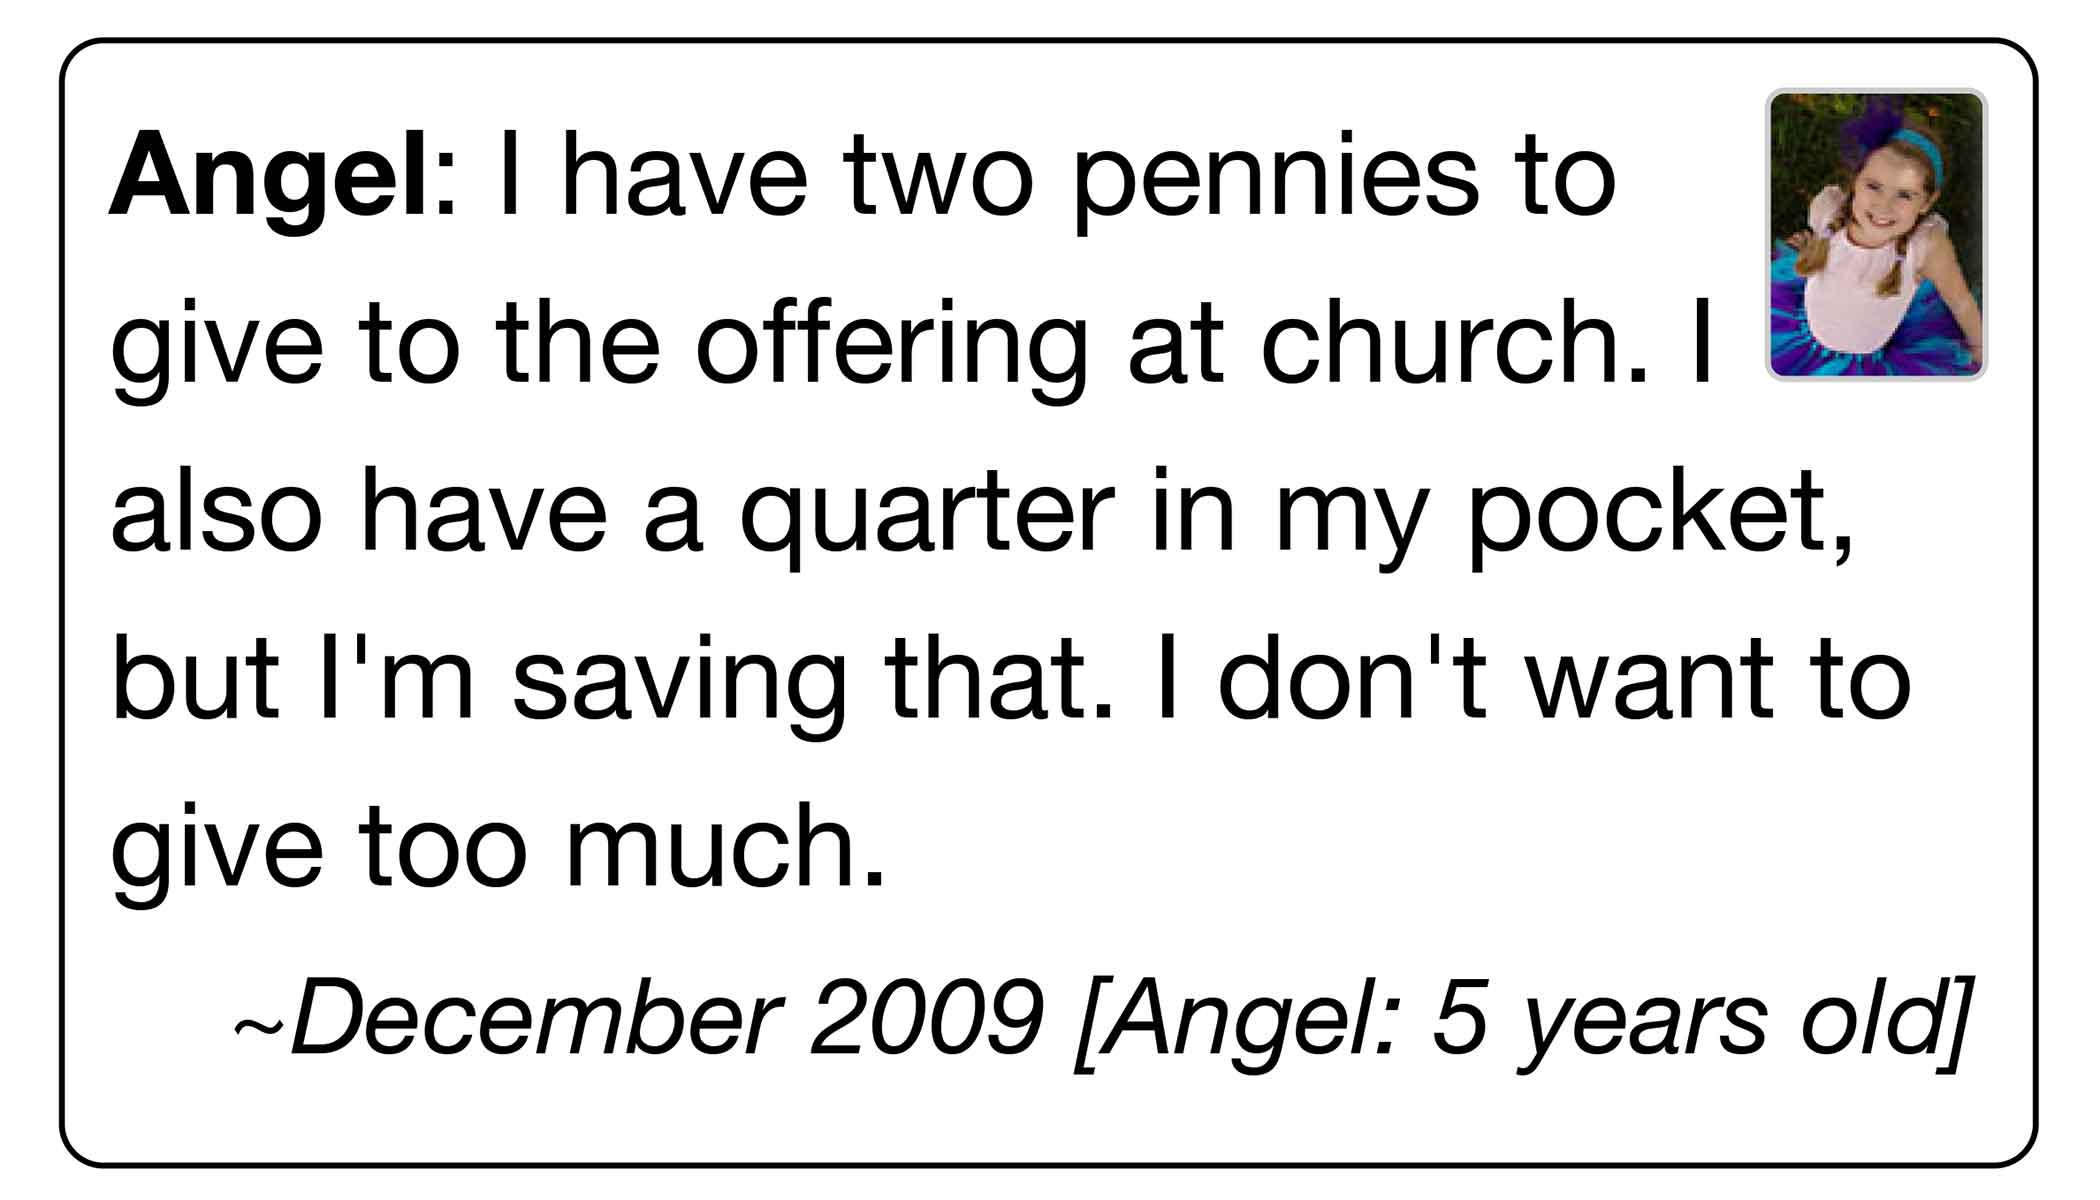 Angel: I have two pennies to
give to the offering at church. I
also have a quarter in my pocket,
but I'm saving that. I don't want to
give too much.
~December 2009 [Angel: 5 years old]